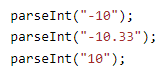 parseInt("-10");
parseInt("-10.33");
parseInt("10");